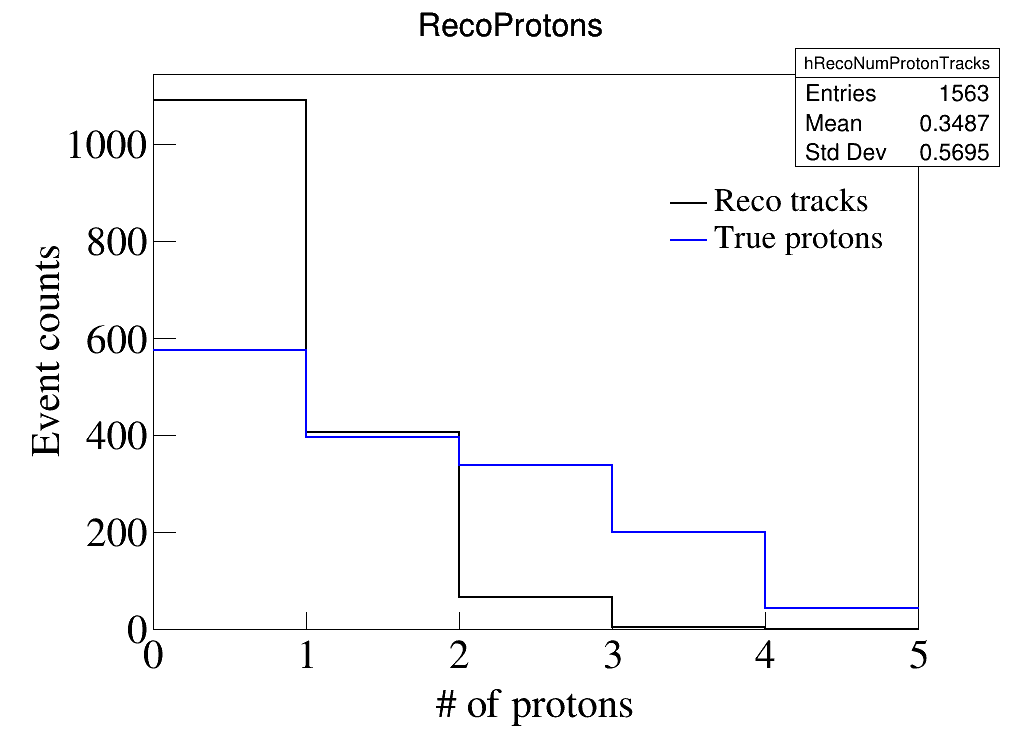 RecoProtons
hRecoNumProtonTracks
Entries 1563
Mean 0.3487
Std Dev 0.5695
Reco tracks
True protons
Event counts
1000
800
600
400
200
0
0 1 2 3 4 5
# of protons